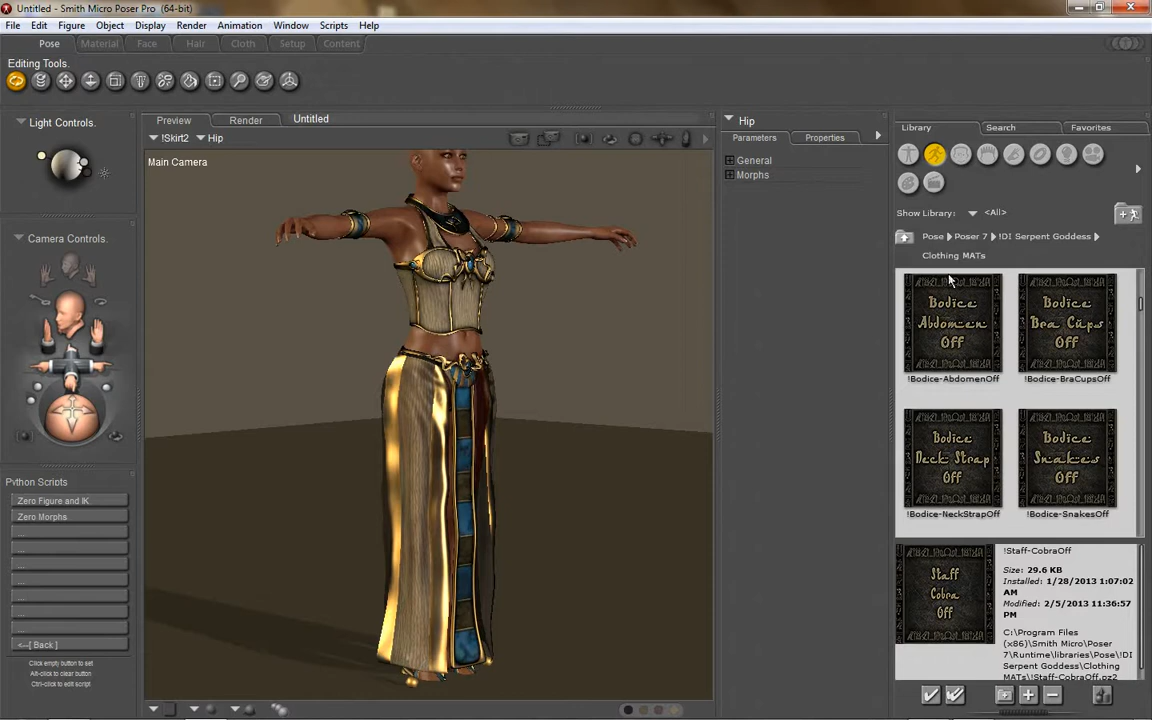 Untitled - Smith Micro Poser Pro (64-bit)
File Edit Figure Object Display Render Animation Window Scripts Help
Pose Material Face Hair Cloth Setup Content
Editing Tools.
Light Controls.
Camera Controls.
Python Scripts
Zero Figure and IK
Zero Morphs
...
...
...
...
...
...
...
<---[ Back ]
Click empty button to set
Alt-click to clear button
Ctrl-click to edit script
Preview Render Untitled
!Skirt2 Hip
Main Camera
Hip
Parameters Properties
General
Morphs
Library Search Favorites
Show Library: <All>
Pose Poser 7 !DI Serpent Goddess
Clothing MATs
Bodice
Abdomen
Off
!Bodice-AbdomenOff
Bodice
Bra Cups
Off
!Bodice-BraCupsOff
Bodice
Neck Strap
Off
!Bodice-NeckStrapOff
Bodice
Snakes
Off
!Bodice-SnakesOff
Staff
Cobra
Off
!Staff-CobraOff
Size: 29.6 KB
Installed: 1/28/2013 1:07:02
AM
Modified: 2/5/2013 11:36:57
PM
C:\Program Files
(x86)\Smith Micro\Poser
7\Runtime\libraries\Pose\!DI
Serpent Goddess\Clothing
MATs\!Staff-CobraOff.pz2